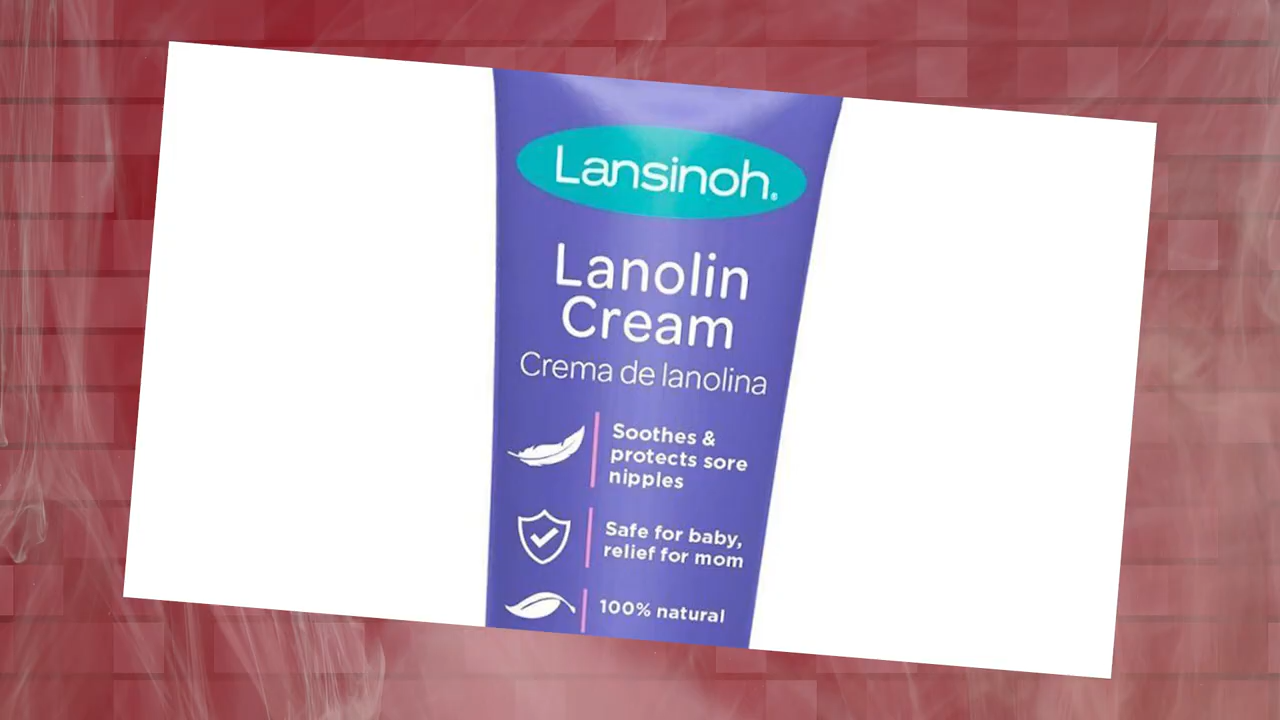 Lansinoh®
Lanolin
Cream
Crema de lanolina
Soothes &
protects sore
nipples
Safe for baby,
relief for mom
100% natural